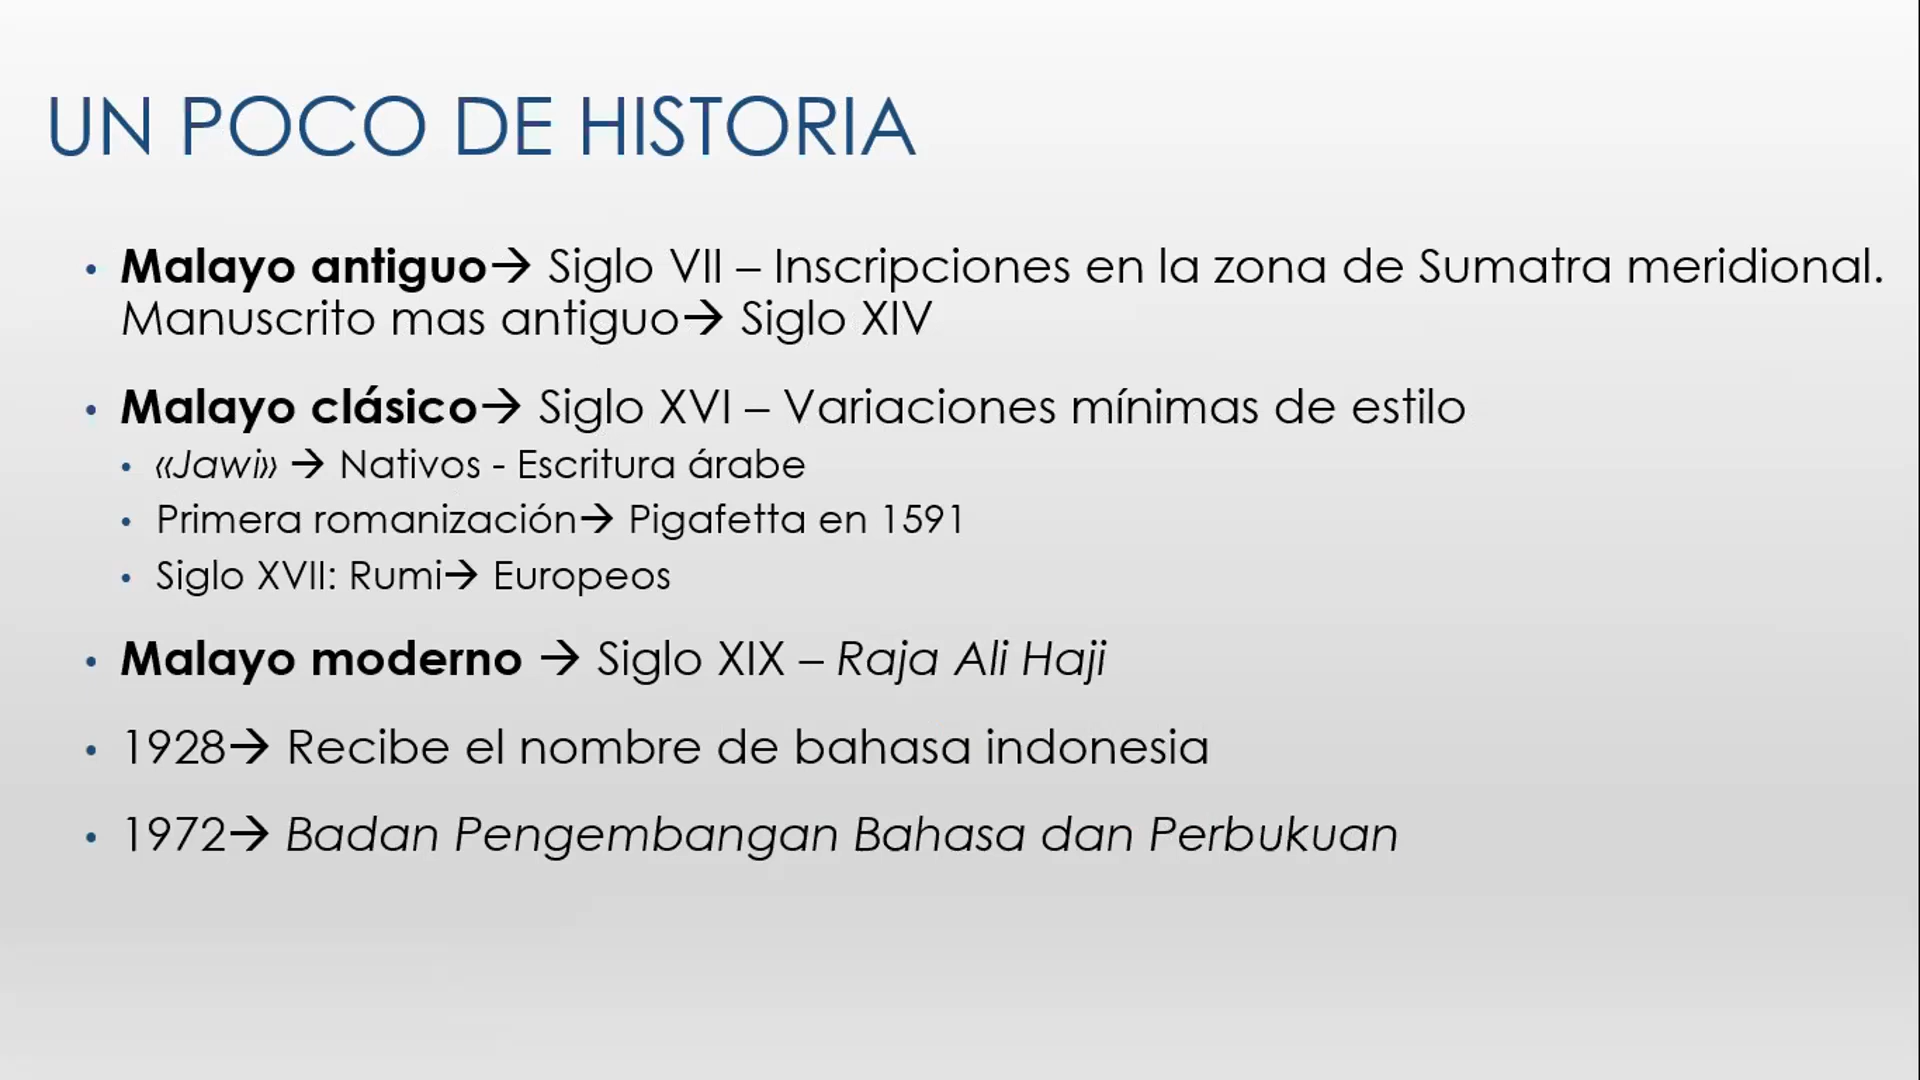 UN POCO DE HISTORIA
• Malayo antiguo→ Siglo VII – Inscripciones en la zona de Sumatra meridional.
Manuscrito mas antiguo→ Siglo XIV
• Malayo clásico→ Siglo XVI – Variaciones mínimas de estilo
• «Jawi» → Nativos - Escritura árabe
• Primera romanización→ Pigafetta en 1591
• Siglo XVII: Rumi→ Europeos
• Malayo moderno → Siglo XIX – Raja Ali Haji
• 1928→ Recibe el nombre de bahasa indonesia
• 1972→ Badan Pengembangan Bahasa dan Perbukuan